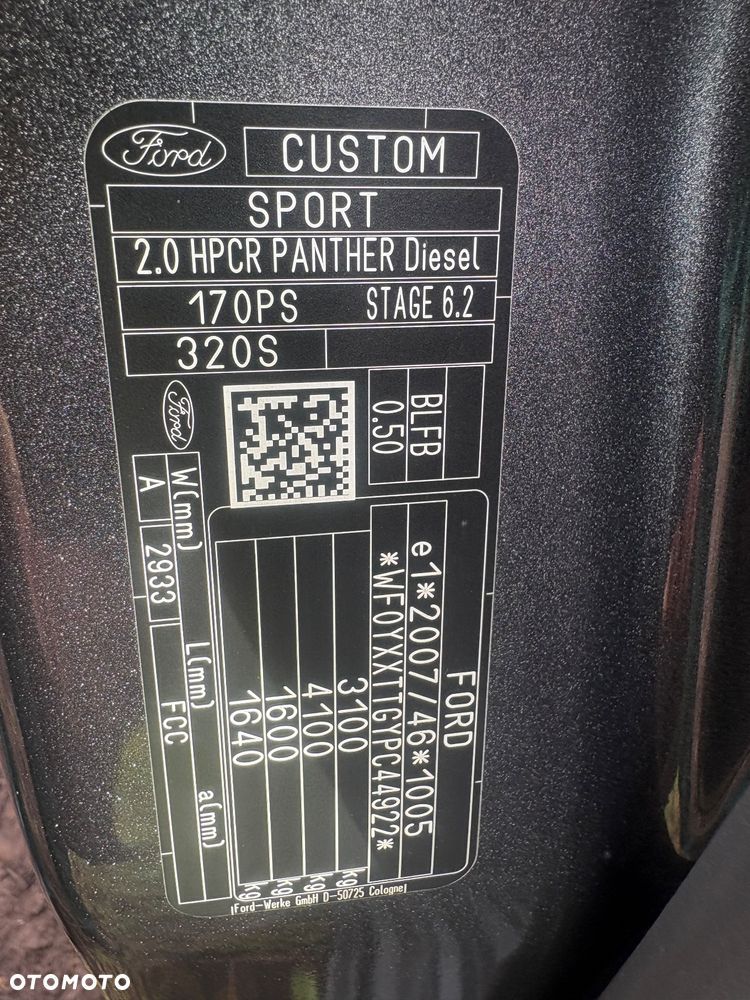 Ford
CUSTOM
SPORT
2.0 HPCR PANTHER Diesel
170PS STAGE 6.2
320S
Ford
BLFB
0.50
FORD
e1*2007/46*1005
*WF0YXXTTGYPC44922*
3100 kg
4100 kg
1600 kg
1640 kg
W(mm) L(mm) a(mm)
A 2933 FCC
Ford-Werke GmbH D-50725 Cologne
OTOMOTO